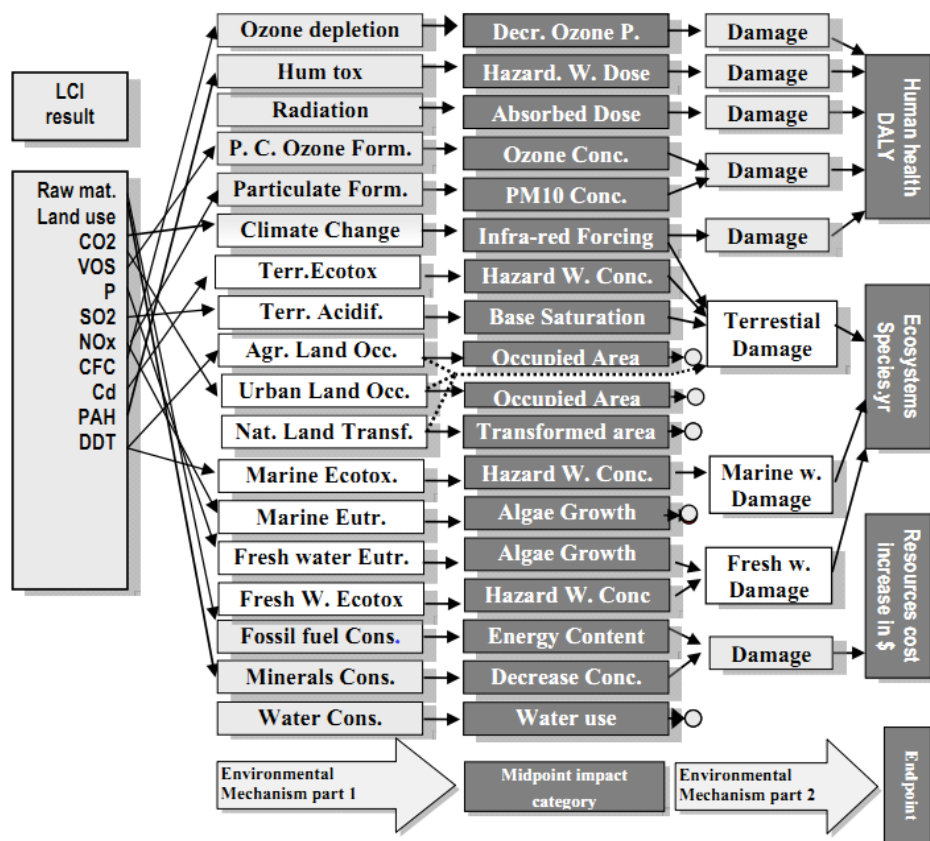 LCI
result
Raw mat.
Land use
CO2
VOS
P
SO2
NOx
CFC
Cd
PAH
DDT
Ozone depletion
Hum tox
Radiation
P. C. Ozone Form.
Particulate Form.
Climate Change
Terr.Ecotox
Terr. Acidif.
Agr. Land Occ.
Urban Land Occ.
Nat. Land Transf.
Marine Ecotox.
Marine Eutr.
Fresh water Eutr.
Fresh W. Ecotox
Fossil fuel Cons.
Minerals Cons.
Water Cons.
Decr. Ozone P.
Hazard. W. Dose
Absorbed Dose
Ozone Conc.
PM10 Conc.
Infra-red Forcing
Hazard W. Conc.
Base Saturation
Occupied Area
Occupied Area
Transformed area
Hazard W. Conc.
Algae Growth
Algae Growth
Hazard W. Conc
Energy Content
Decrease Conc.
Water use
Damage
Damage
Damage
Damage
Damage
Terrestial
Damage
Marine w.
Damage
Fresh w.
Damage
Damage
Human health
DALY
Ecosystems
Species.yr
Resources cost
increase in $
Environmental
Mechanism part 1
Midpoint impact
category
Environmental
Mechanism part 2
Endpoint